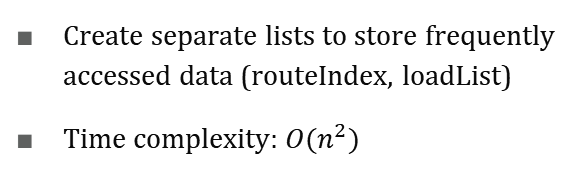 ▪ Create separate lists to store frequently
accessed data (routeIndex, loadList)
▪ Time complexity: O(n²)